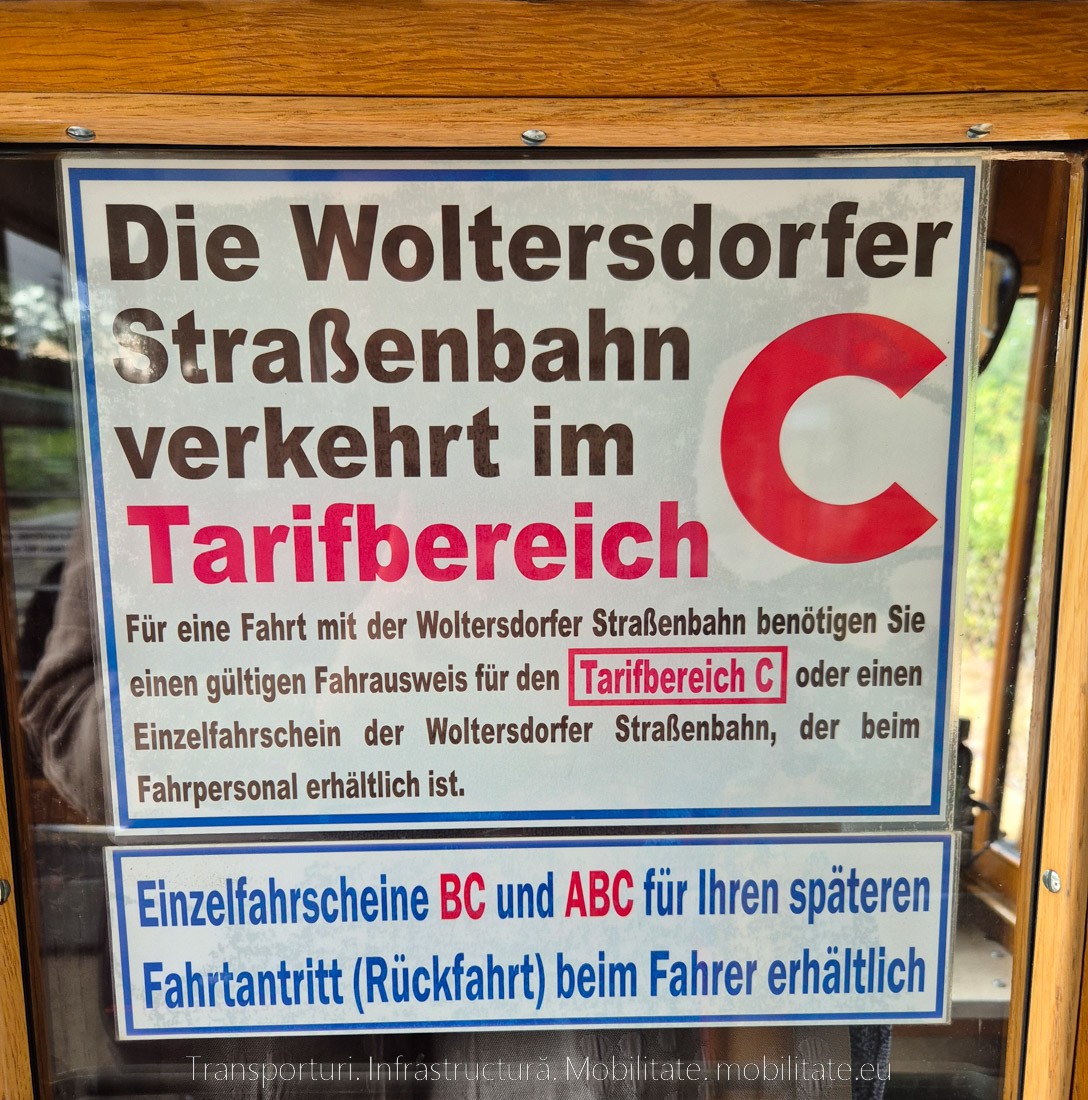 Die Woltersdorfer
Straßenbahn
verkehrt im
Tarifbereich
C
Für eine Fahrt mit der Woltersdorfer Straßenbahn benötigen Sie
einen gültigen Fahrausweis für den Tarifbereich C oder einen
Einzelfahrschein der Woltersdorfer Straßenbahn, der beim
Fahrpersonal erhältlich ist.
Einzelfahrscheine BC und ABC für Ihren späteren
Fahrtantritt (Rückfahrt) beim Fahrer erhältlich
Transporturi. Infrastructură. Mobilitate. mobilitate.eu